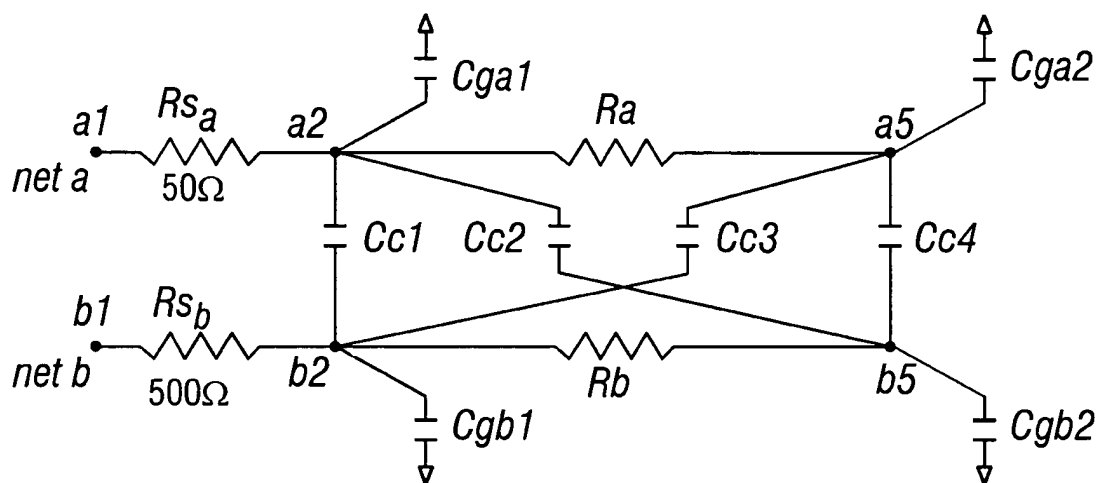 Cga1
Cga2
Rsa
Ra
a1
a2
a5
net a
50Ω
Cc1
Cc2
Cc3
Cc4
b1
Rsb
net b
500Ω
b2
Rb
b5
Cgb1
Cgb2